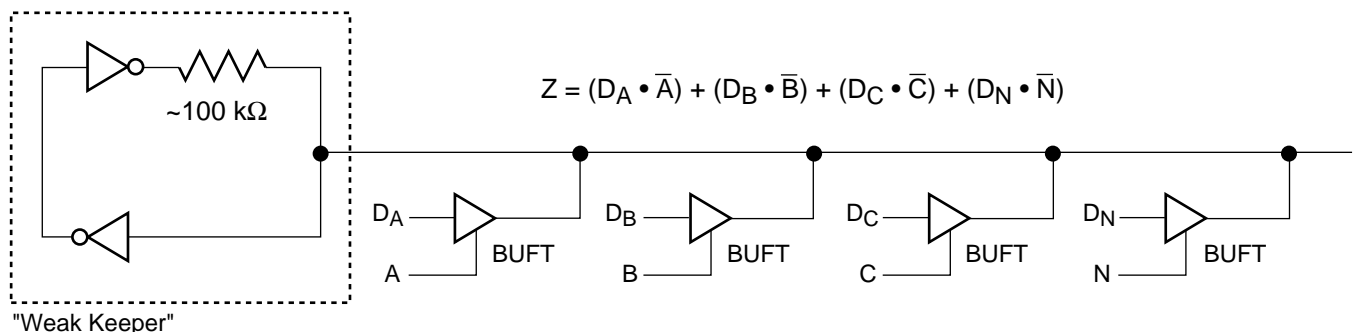 Z = (D_A • A̅) + (D_B • B̅) + (D_C • C̅) + (D_N • N̅)
~100 kΩ
D_A
D_B
D_C
D_N
BUFT
BUFT
BUFT
BUFT
A
B
C
N
"Weak Keeper"